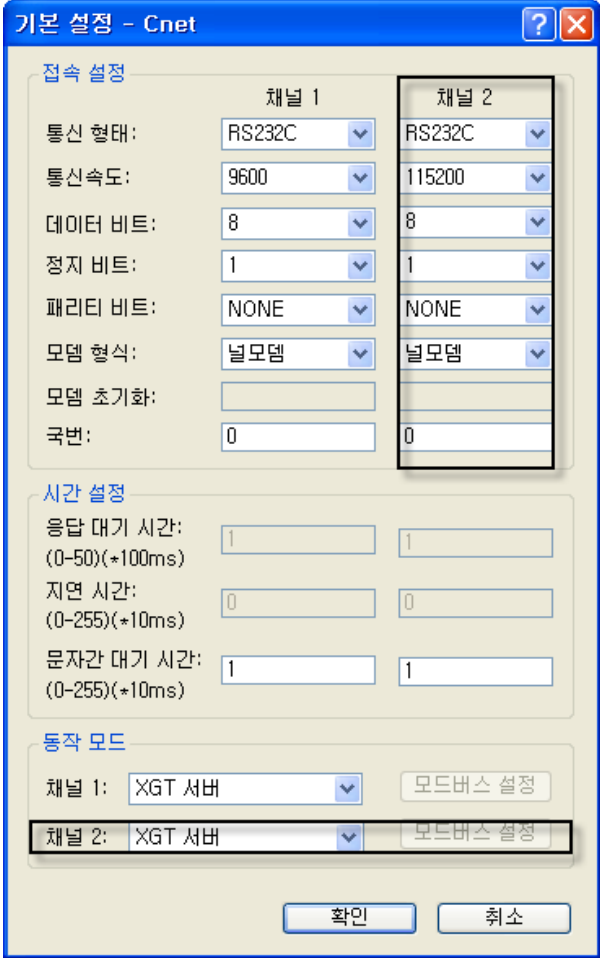 기본 설정 - Cnet
접속 설정
채널 1 채널 2
통신 형태: RS232C RS232C
통신속도: 9600 115200
데이터 비트: 8 8
정지 비트: 1 1
패리티 비트: NONE NONE
모뎀 형식: 널모뎀 널모뎀
모뎀 초기화:
국번: 0 0
시간 설정
응답 대기 시간: 1 1
(0-50)(*100ms)
지연 시간: 0 0
(0-255)(*10ms)
문자간 대기 시간: 1 1
(0-255)(*10ms)
동작 모드
채널 1: XGT 서버 모드버스 설정
채널 2: XGT 서버 모드버스 설정
확인 취소